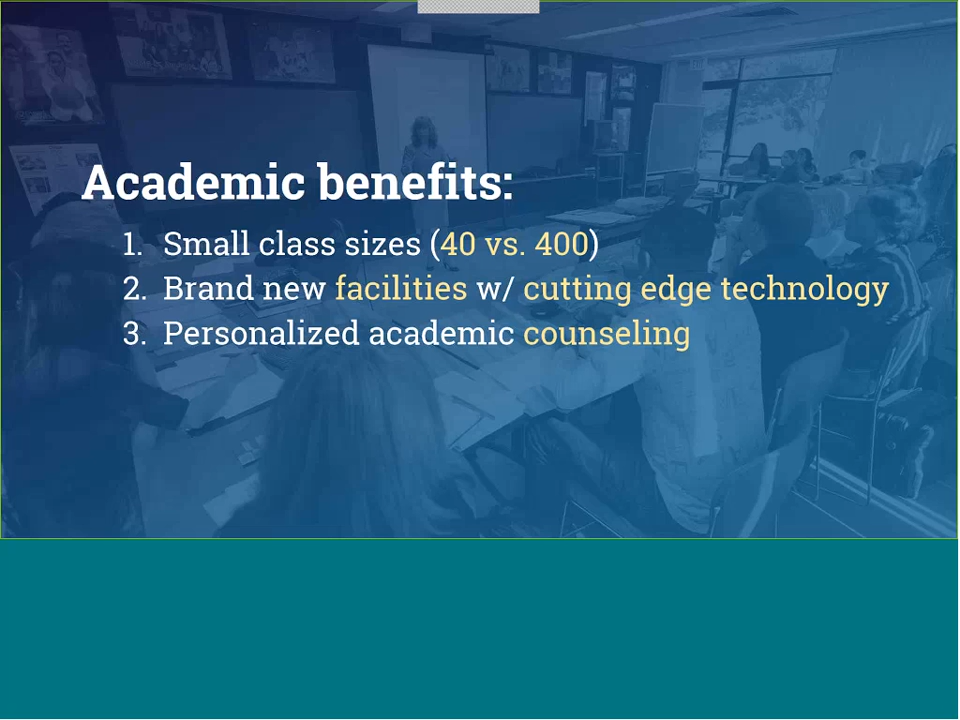 Academic benefits:
1. Small class sizes (40 vs. 400)
2. Brand new facilities w/ cutting edge technology
3. Personalized academic counseling